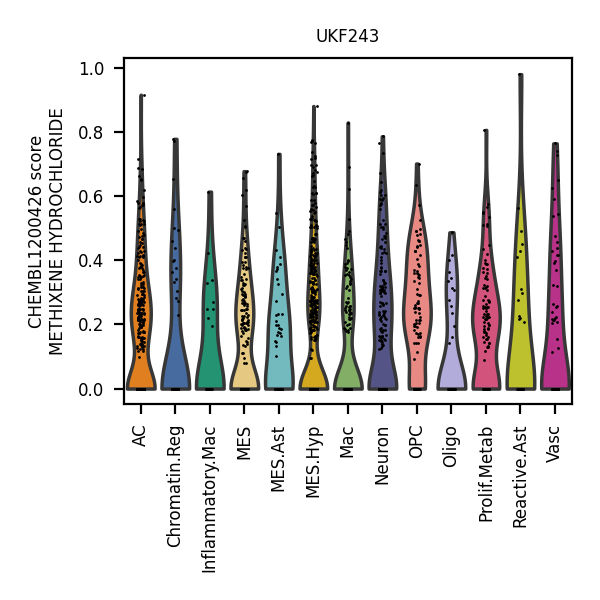 UKF243
CHEMBL1200426 score
METHIXENE HYDROCHLORIDE
1.0
0.8
0.6
0.4
0.2
0.0
AC
Chromatin.Reg
Inflammatory.Mac
MES
MES.Ast
MES.Hyp
Mac
Neuron
OPC
Oligo
Prolif.Metab
Reactive.Ast
Vasc